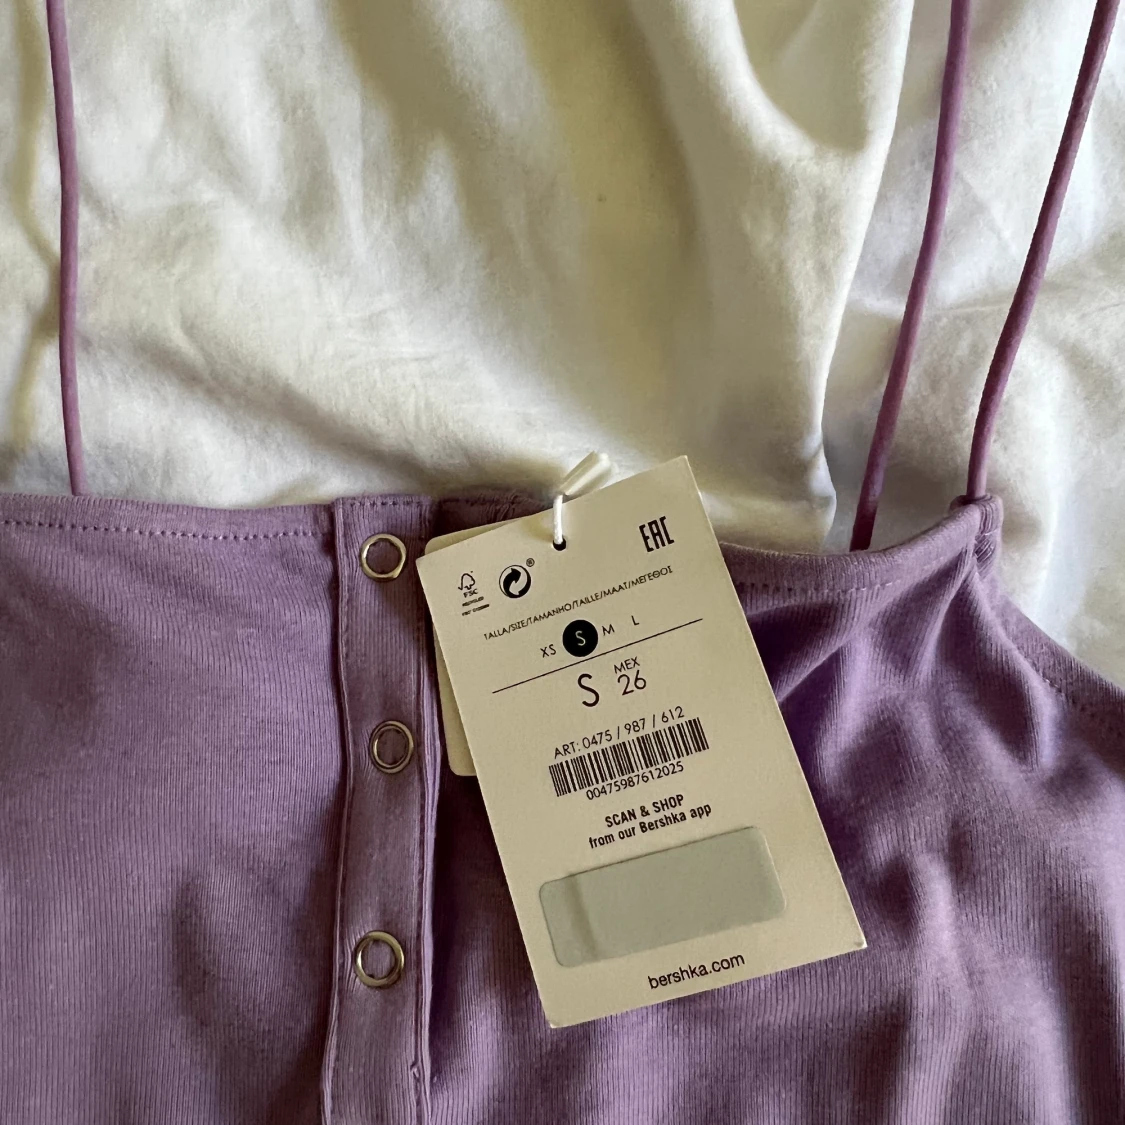 EAC
FSC
®
TALLA/SIZE/TAMANHO/TAILLE/MAAT/ΜΕΓΕΘΟΣ
XS S M L
MEX
S 26
ART: 0475 / 987 / 612
00475987612025
SCAN & SHOP
from our Bershka app
bershka.com